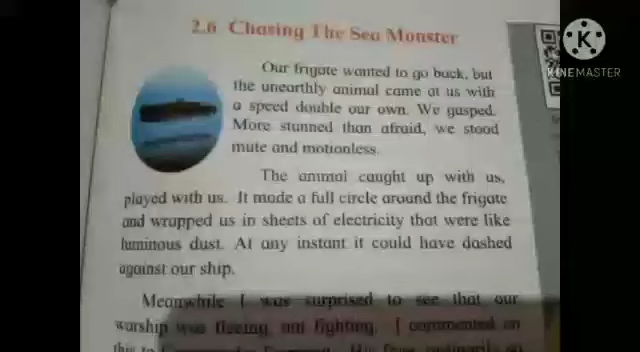 2.6 Chasing The Sea Monster
K
KINEMASTER
Our frigate wanted to go back, but
the unearthly animal came at us with
a speed double our own. We gasped.
More stunned than afraid, we stood
mute and motionless.
The animal caught up with us,
played with us. It made a full circle around the frigate
and wrapped us in sheets of electricity that were like
luminous dust. At any instant it could have dashed
against our ship.
Meanwhile I was surprised to see that our
warship was fleeing, not fighting. I commented on
this to